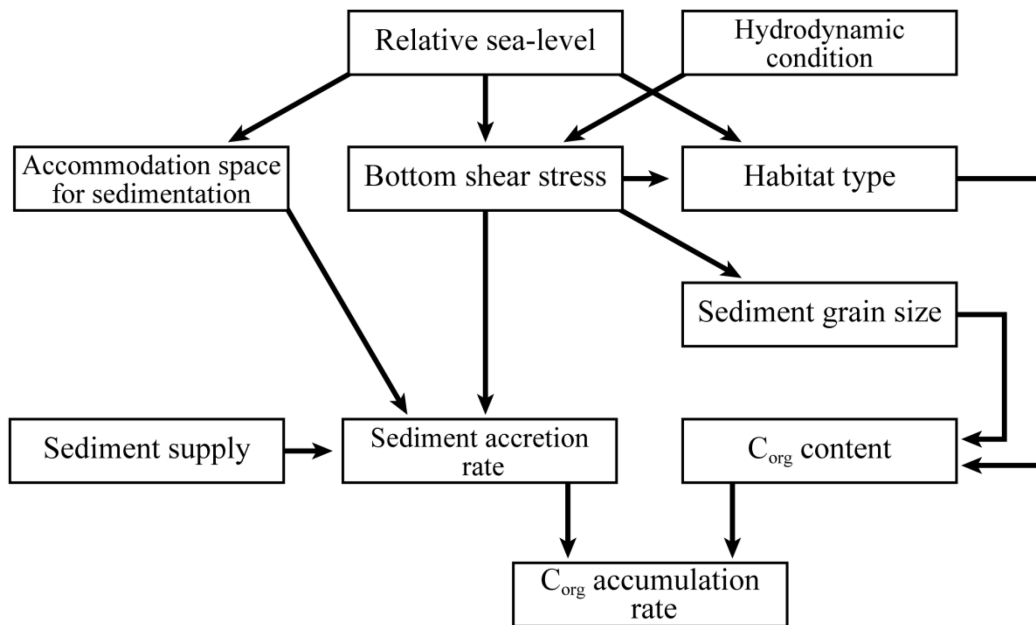 Relative sea-level
Hydrodynamic
condition
Accommodation space
for sedimentation
Bottom shear stress
Habitat type
Sediment grain size
Sediment supply
Sediment accretion
rate
Corg content
Corg accumulation
rate